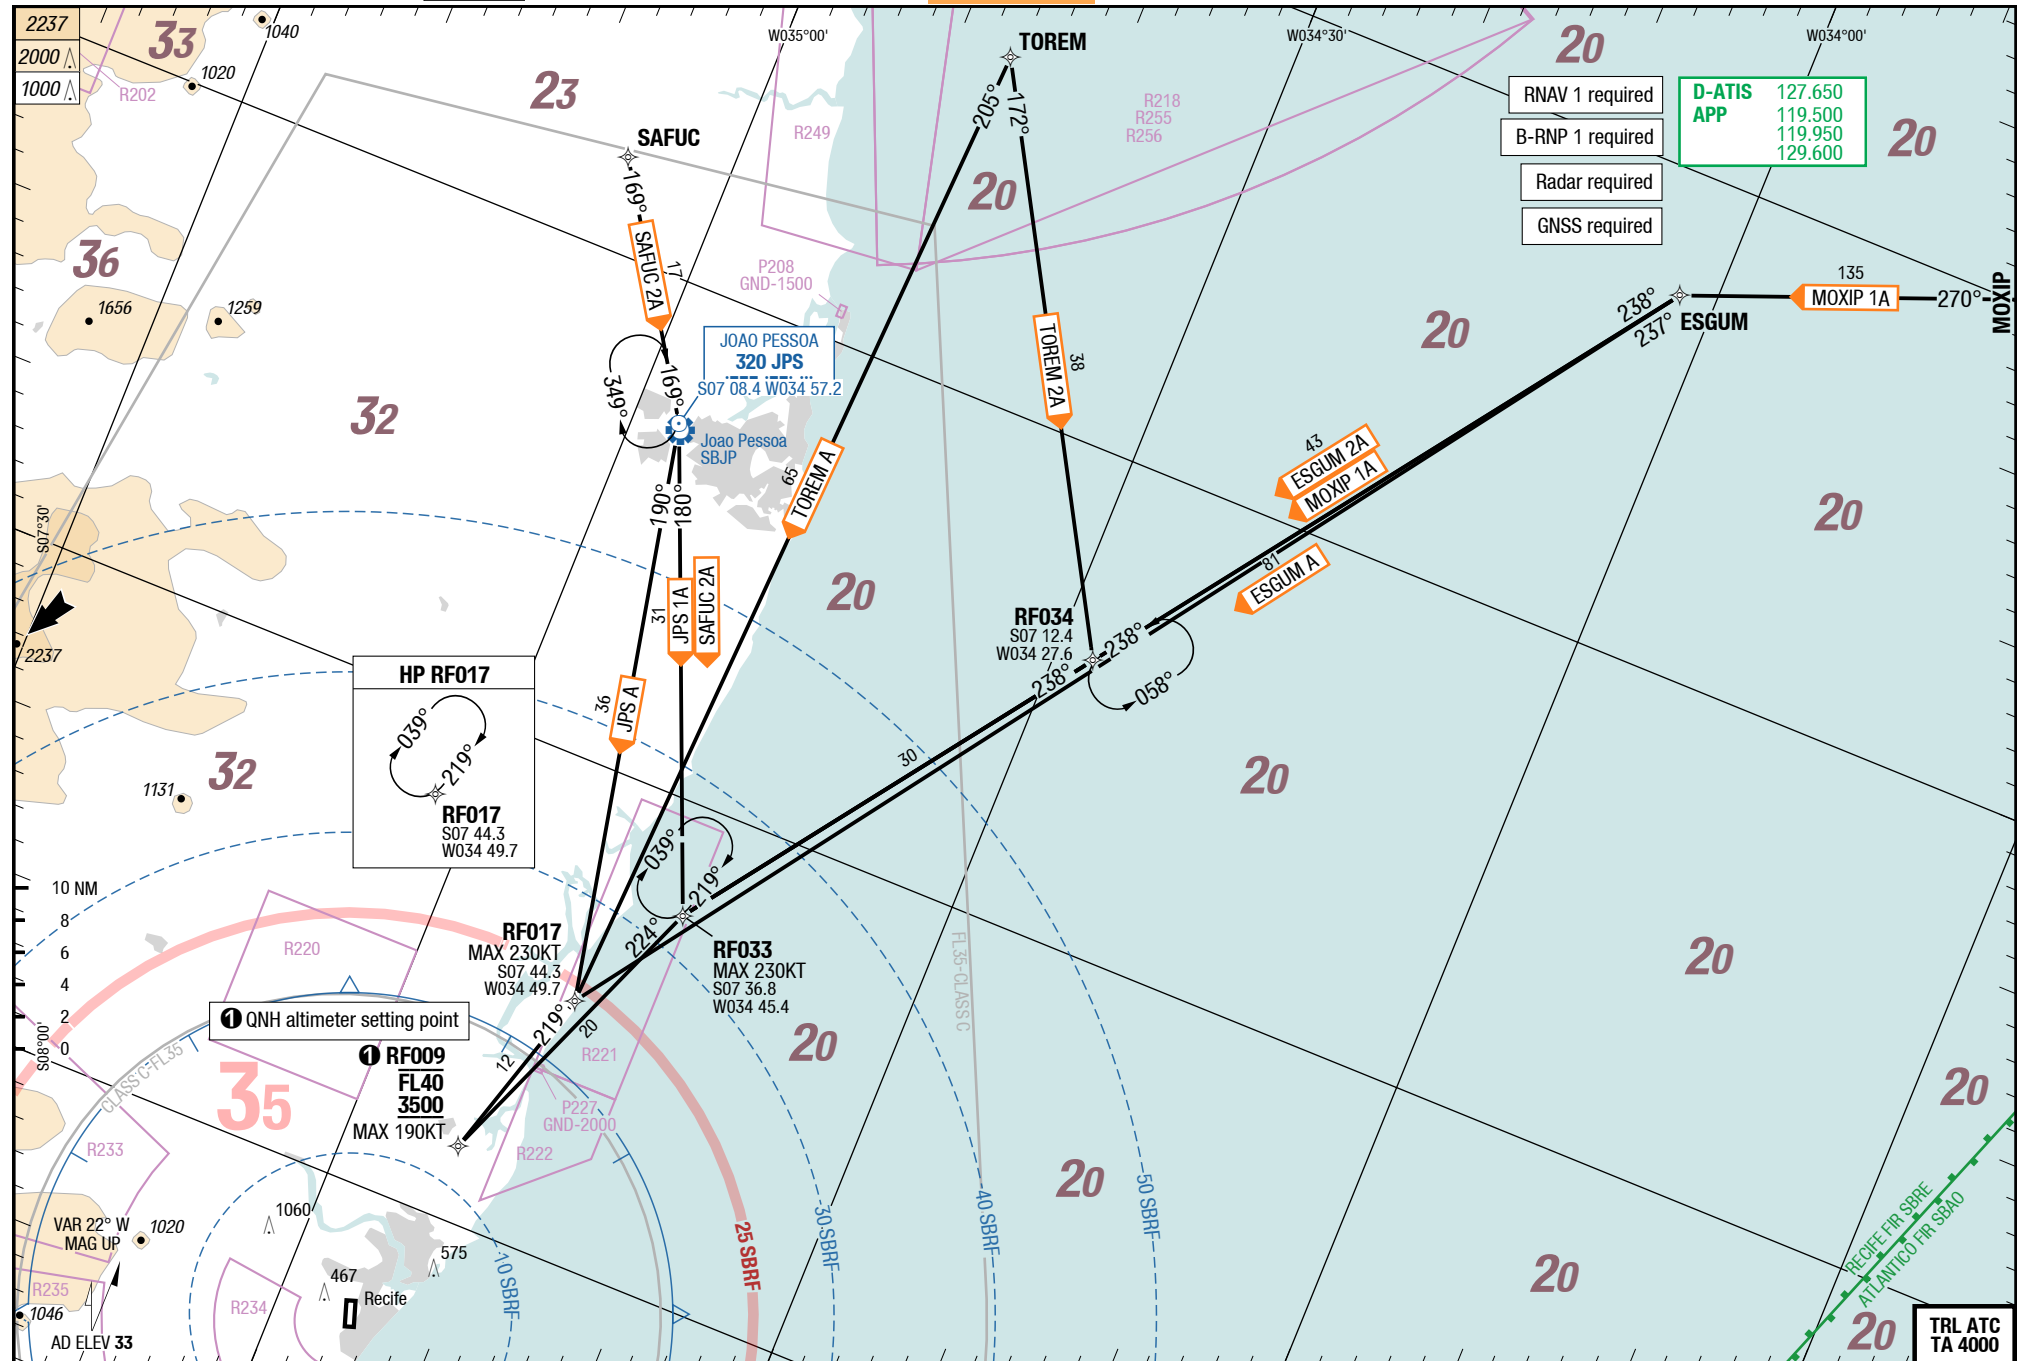 2237
2000
1000
33
1040
1020
R202
23
W035°00'
TOREM
W034°30'
W034°00'
20
RNAV 1 required
B-RNP 1 required
Radar required
GNSS required
D-ATIS 127.650
APP 119.500
119.950
129.600
20
R249
R218
R255
R256
205°
172°
20
SAFUC
169°
SAFUC 2A
17
36
1656
1259
P208
GND-1500
JOAO PESSOA
320 JPS
S07 08.4 W034 57.2
Joao Pessoa
SBJP
349°
169°
32
TOREM 2A
38
20
238°
237°
ESGUM
135
MOXIP 1A
270°
MOXIP
43
ESGUM 2A
MOXIP 1A
81
ESGUM A
20
S07°30'
190°
180°
65
TOREM A
31
JPS 1A
SAFUC 2A
20
RF034
S07 12.4
W034 27.6
238°
238°
058°
2237
HP RF017
039°
219°
RF017
S07 44.3
W034 49.7
36
JPS A
32
1131
30
20
10 NM
8
6
4
2
0
S08°00'
039°
219°
224°
RF017
MAX 230KT
S07 44.3
W034 49.7
RF033
MAX 230KT
S07 36.8
W034 45.4
R220
FL35-CLASS C
20
1 QNH altimeter setting point
219°
20
12
R221
20
CLASS C-FL35
35
1 RF009
FL40
3500
MAX 190KT
P227
GND-2000
R222
20
20
R233
VAR 22° W
MAG UP
1020
1060
575
467
Recife
R234
R235
1046
AD ELEV 33
10 SBRF
25 SBRF
30 SBRF
40 SBRF
50 SBRF
20
RECIFE FIR SBRE
ATLANTICO FIR SBAO
20
TRL ATC
TA 4000